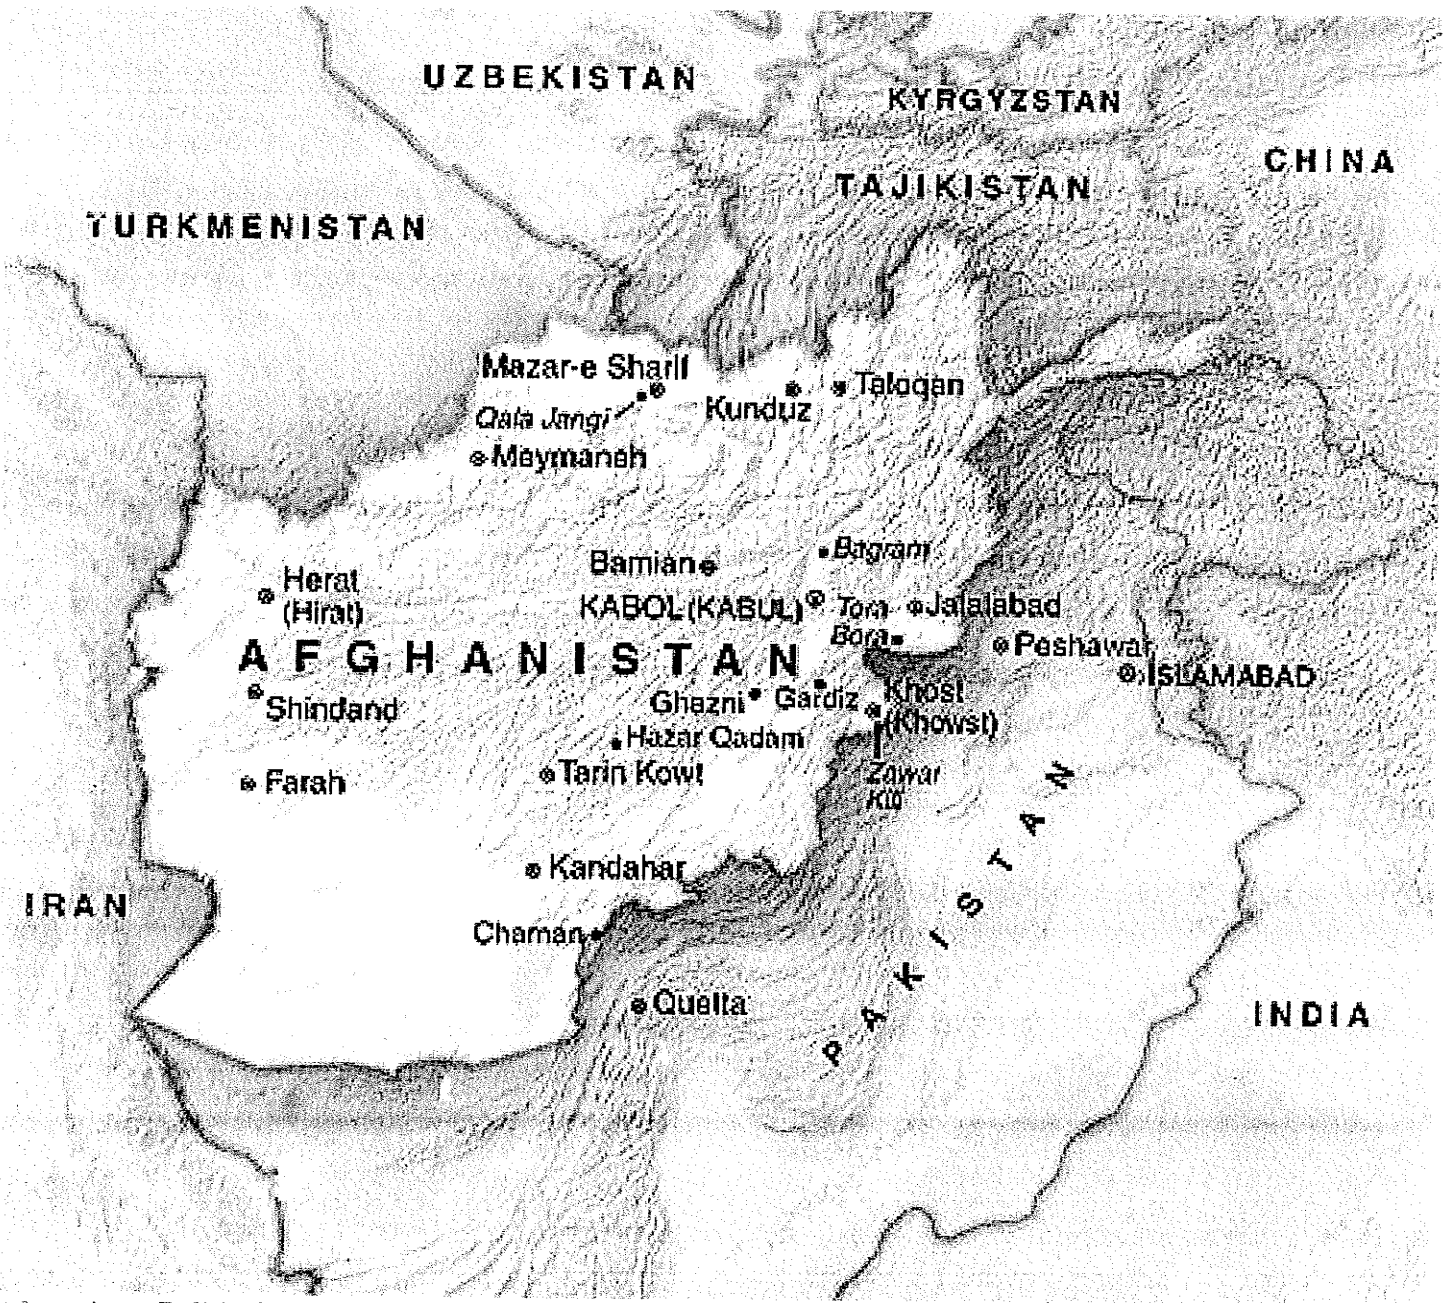 UZBEKISTAN
KYRGYZSTAN
CHINA
TAJIKISTAN
TURKMENISTAN
Mazar-e Sharif
Qala Jangi
Kunduz
Taloqan
Meymaneh
Bagram
Bamian
Herat
(Hirat)
KABOL (KABUL)
Tora
Bora
Jalalabad
Peshawar
ISLAMABAD
AFGHANISTAN
Shindand
Ghazni
Gardiz
Khost
(Khowst)
Hazar Qadam
Tarin Kowt
Zawar
Kili
Farah
PAKISTAN
Kandahar
IRAN
Chaman
Quetta
INDIA